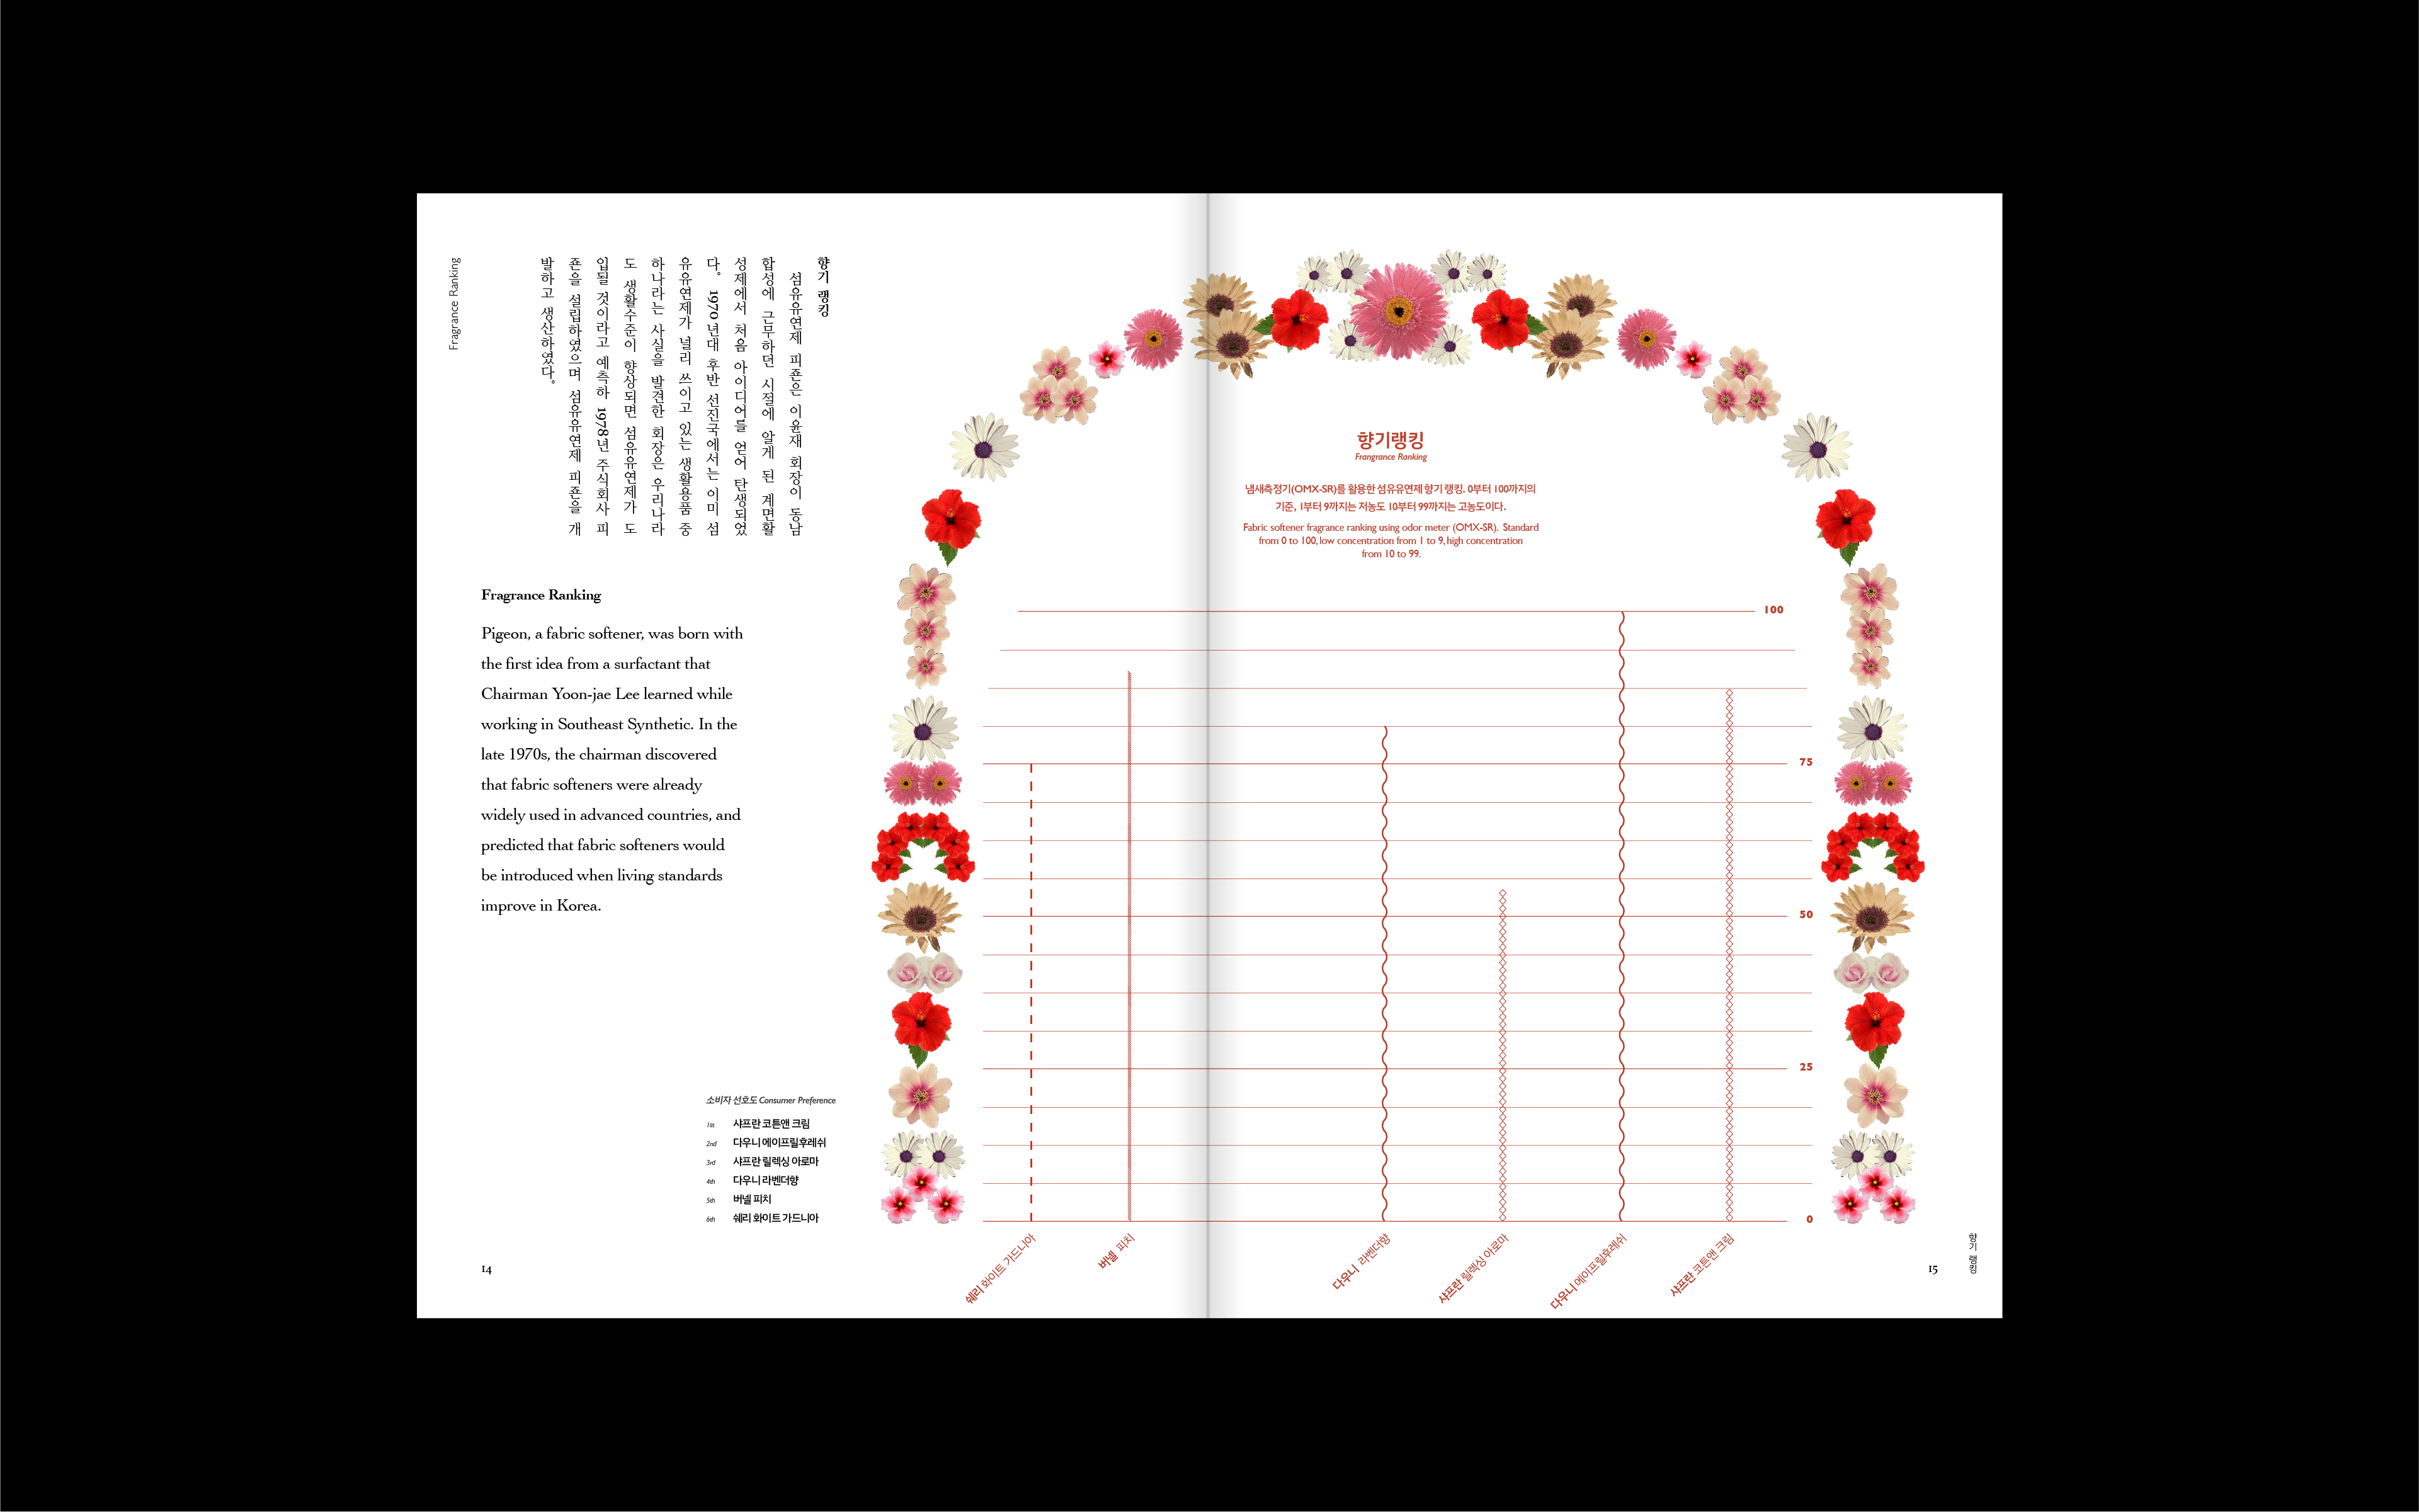 Fragrance Ranking
향기 랭킹
섬유유연제 피죤은 이윤재 회장이 동남
합성에 근무하던 시절에 알게 된 계면활
성제에서 처음 아이디어를 얻어 탄생되었
다. 1970년대 후반 선진국에서는 이미 섬
유유연제가 널리 쓰이고 있는 생활용품 중
하나라는 사실을 발견한 회장은 우리나라
도 생활수준이 향상되면 섬유유연제가 도
입될 것이라고 예측하 1978년 주식회사 피
죤을 설립하였으며 섬유유연제 피죤을 개
발하고 생산하였다.
Fragrance Ranking
Pigeon, a fabric softener, was born with
the first idea from a surfactant that
Chairman Yoon-jae Lee learned while
working in Southeast Synthetic. In the
late 1970s, the chairman discovered
that fabric softeners were already
widely used in advanced countries, and
predicted that fabric softeners would
be introduced when living standards
improve in Korea.
소비자 선호도 Consumer Preference
1st 샤프란 코튼앤 크림
2nd 다우니 에이프릴후레쉬
3rd 샤프란 릴렉싱 아로마
4th 다우니 라벤더향
5th 버넬 피치
6th 쉐리 화이트 가드니아
14
향기랭킹
Frangrance Ranking
냄새측정기(OMX-SR)를 활용한 섬유유연제 향기 랭킹. 0부터 100까지의
기준, 1부터 9까지는 저농도 10부터 99까지는 고농도이다.
Fabric softener fragrance ranking using odor meter (OMX-SR). Standard
from 0 to 100, low concentration from 1 to 9, high concentration
from 10 to 99.
100
75
50
25
0
쉐리 화이트 가드니아
버넬 피치
다우니 라벤더향
샤프란 릴렉싱 아로마
다우니 에이프릴후레쉬
샤프란 코튼앤 크림
15
향기 랭킹